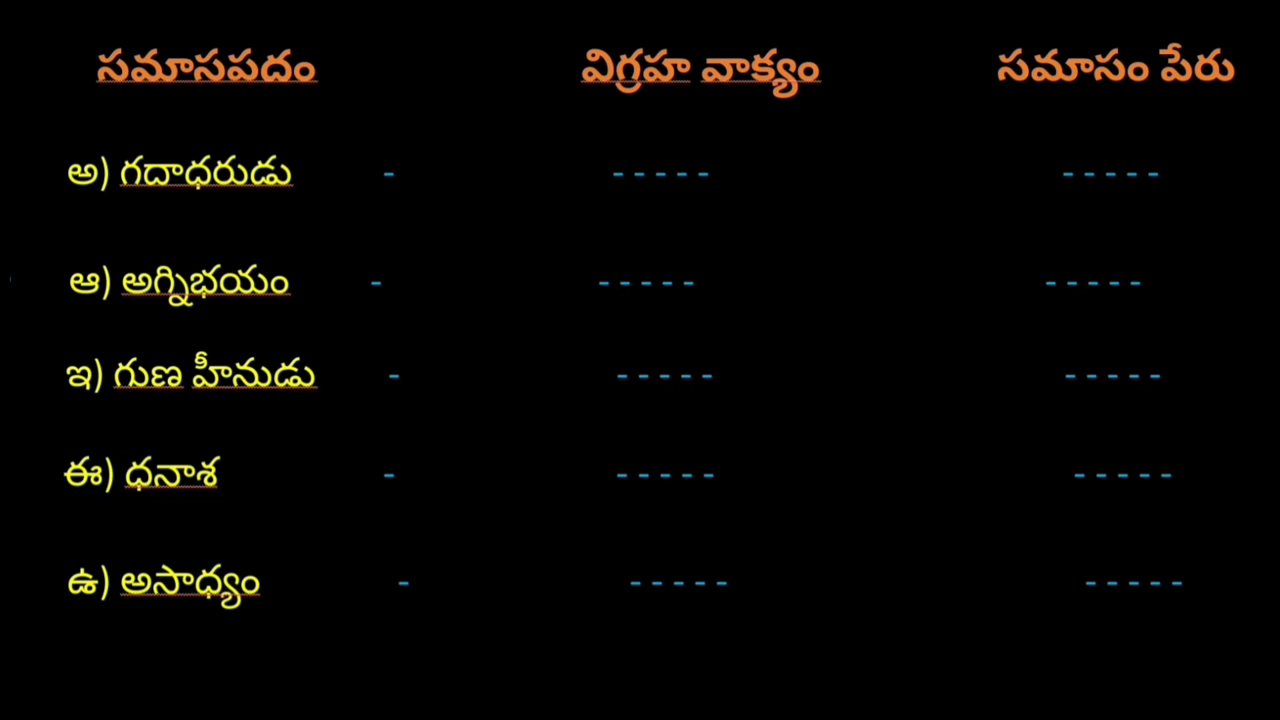 సమాసపదం విగ్రహ వాక్యం సమాసం పేరు
అ) గదాధరుడు - - - - - - - - - - -
ఆ) అగ్నిభయం - - - - - - - - - - -
ఇ) గుణ హీనుడు - - - - - - - - - - -
ఈ) ధనాశ - - - - - - - - - - -
ఉ) అసాధ్యం - - - - - - - - - - -